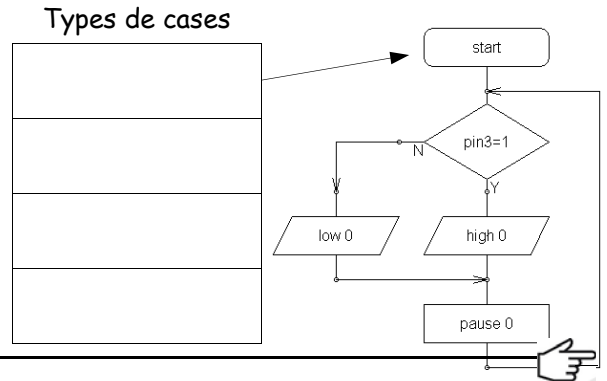 Types de cases
start
pin3=1
N
Y
low 0
high 0
pause 0